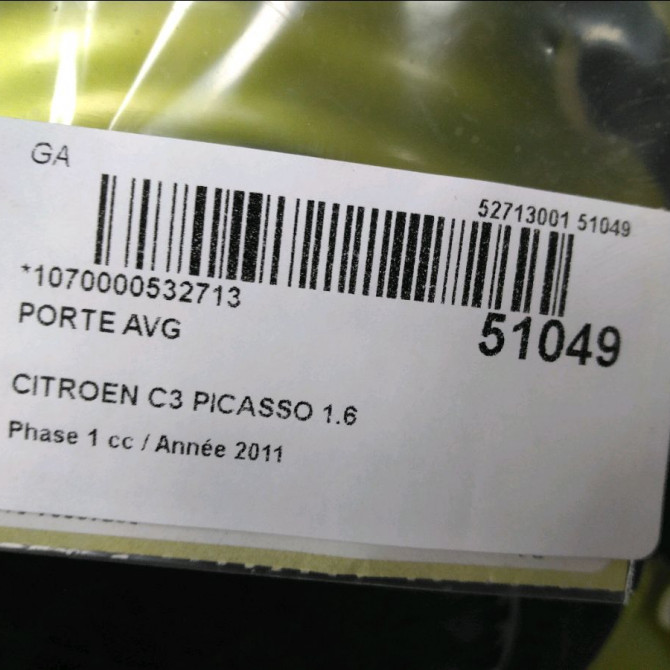 GA
52713001 51049
*1070000532713
51049
PORTE AVG
CITROEN C3 PICASSO 1.6
Phase 1 cc / Année 2011